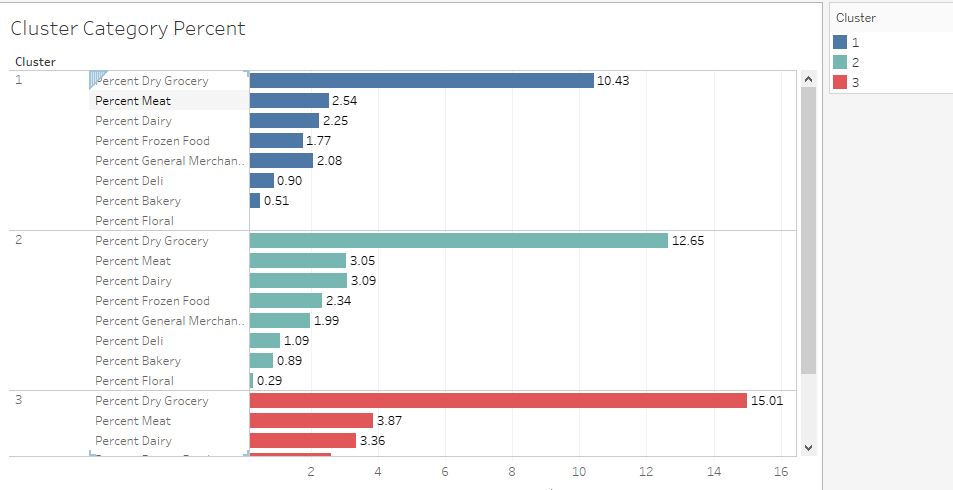 Cluster Category Percent
Cluster
1
Percent Dry Grocery 10.43
Percent Meat 2.54
Percent Dairy 2.25
Percent Frozen Food 1.77
Percent General Merchan.. 2.08
Percent Deli 0.90
Percent Bakery 0.51
Percent Floral
2
Percent Dry Grocery 12.65
Percent Meat 3.05
Percent Dairy 3.09
Percent Frozen Food 2.34
Percent General Merchan.. 1.99
Percent Deli 1.09
Percent Bakery 0.89
Percent Floral 0.29
3
Percent Dry Grocery 15.01
Percent Meat 3.87
Percent Dairy 3.36
2 4 6 8 10 12 14 16
Cluster
1
2
3